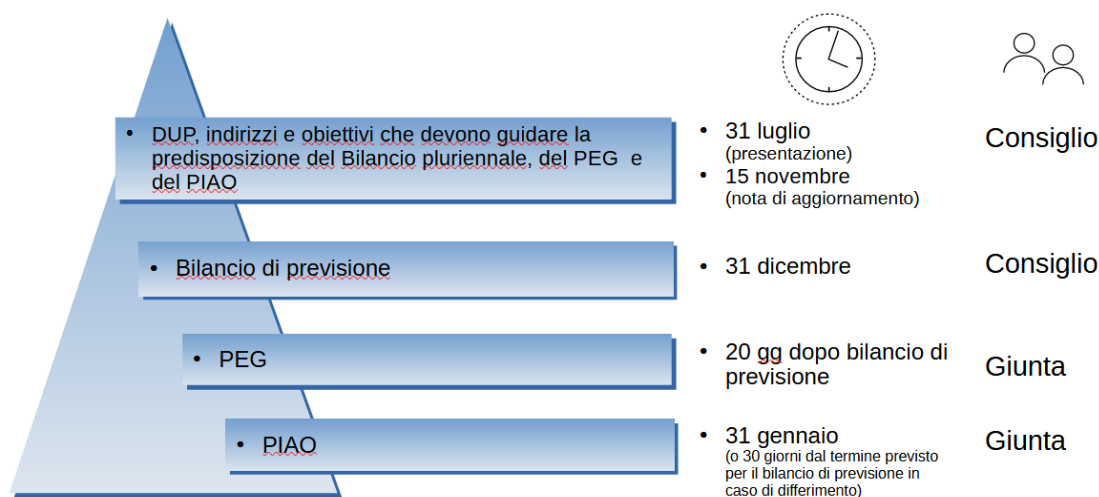 • DUP, indirizzi e obiettivi che devono guidare la
predisposizione del Bilancio pluriennale, del PEG e
del PIAO
• 31 luglio
(presentazione)
• 15 novembre
(nota di aggiornamento)
Consiglio
• Bilancio di previsione
• 31 dicembre
Consiglio
• PEG
• 20 gg dopo bilancio di
previsione
Giunta
• PIAO
• 31 gennaio
(o 30 giorni dal termine previsto
per il bilancio di previsione in
caso di differimento)
Giunta